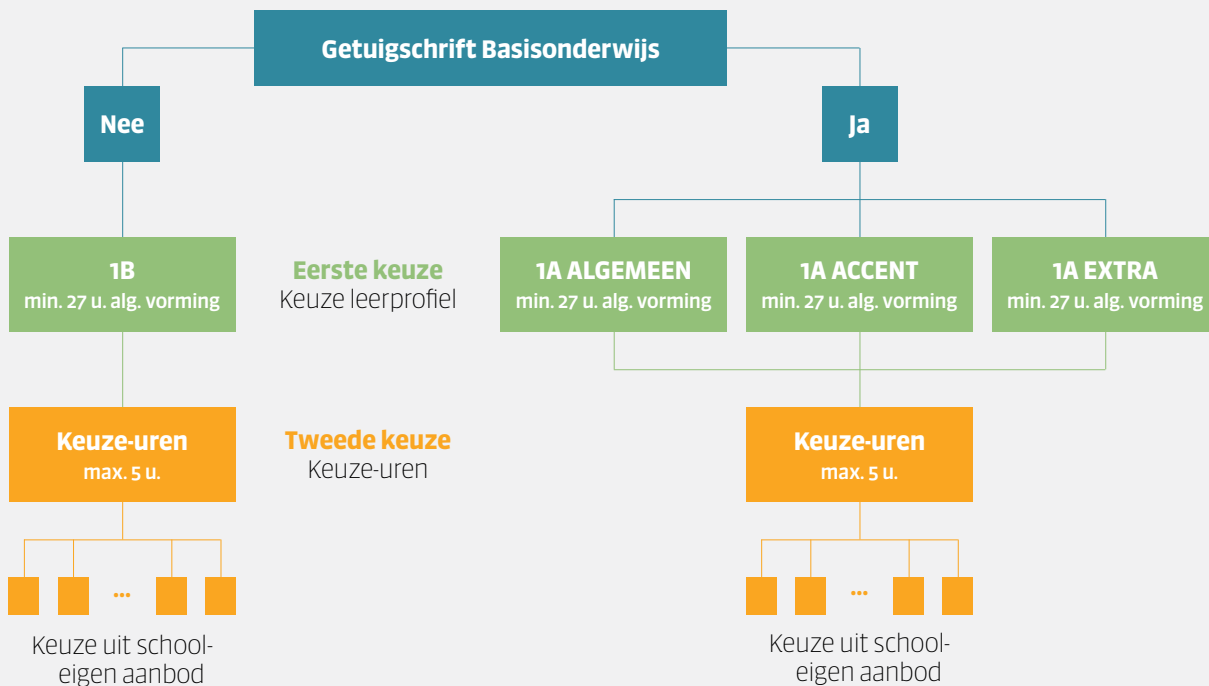 Getuigschrift Basisonderwijs
Nee
Ja
1B
min. 27 u. alg. vorming
Eerste keuze
Keuze leerprofiel
1A ALGEMEEN
min. 27 u. alg. vorming
1A ACCENT
min. 27 u. alg. vorming
1A EXTRA
min. 27 u. alg. vorming
Keuze-uren
max. 5 u.
Tweede keuze
Keuze-uren
Keuze-uren
max. 5 u.
...
...
Keuze uit school-
eigen aanbod
Keuze uit school-
eigen aanbod